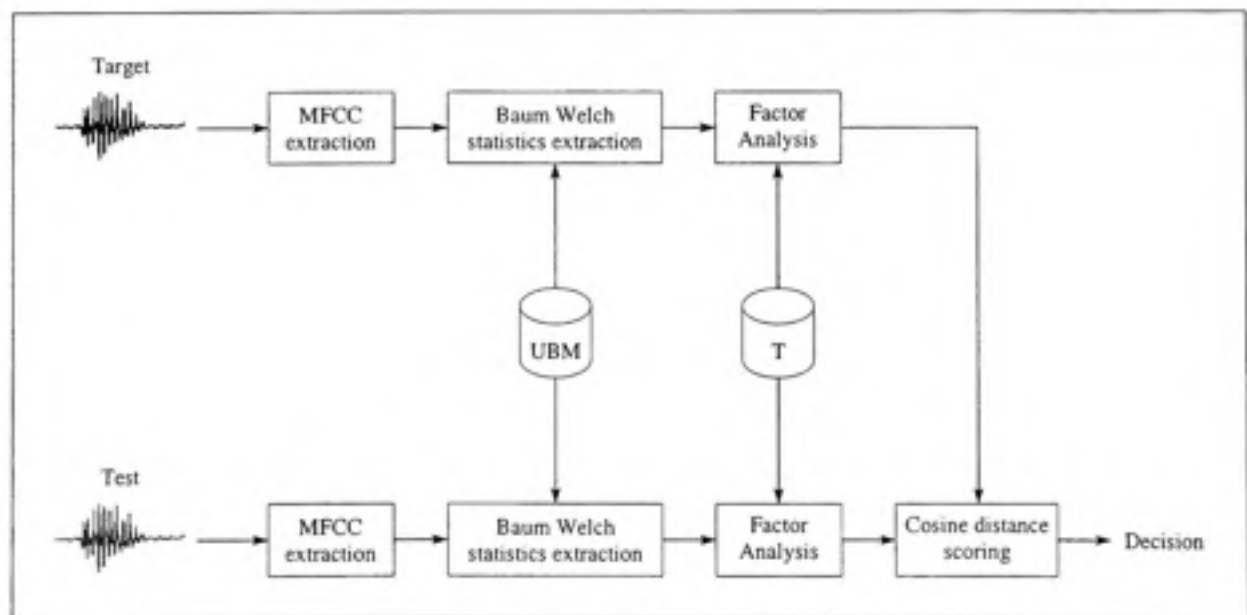 Target
MFCC
extraction
Baum Welch
statistics extraction
Factor
Analysis
UBM
T
Test
MFCC
extraction
Baum Welch
statistics extraction
Factor
Analysis
Cosine distance
scoring
Decision